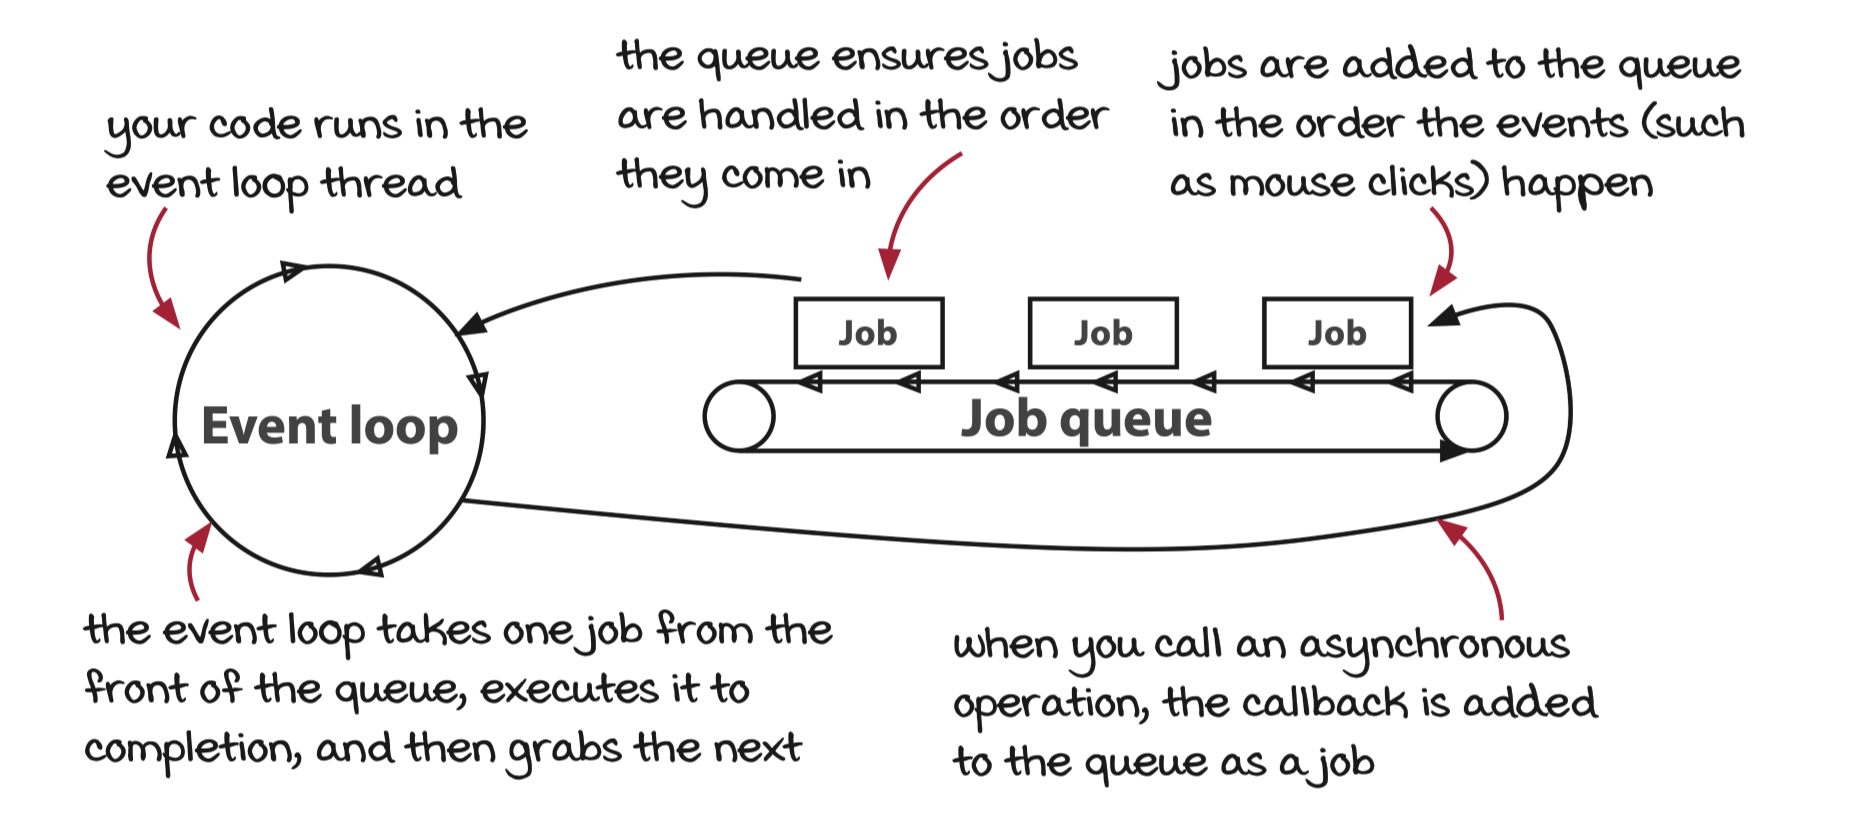 your code runs in the
event loop thread
the queue ensures jobs
are handled in the order
they come in
jobs are added to the queue
in the order the events (such
as mouse clicks) happen
Job
Job
Job
Event loop
Job queue
the event loop takes one job from the
front of the queue, executes it to
completion, and then grabs the next
when you call an asynchronous
operation, the callback is added
to the queue as a job